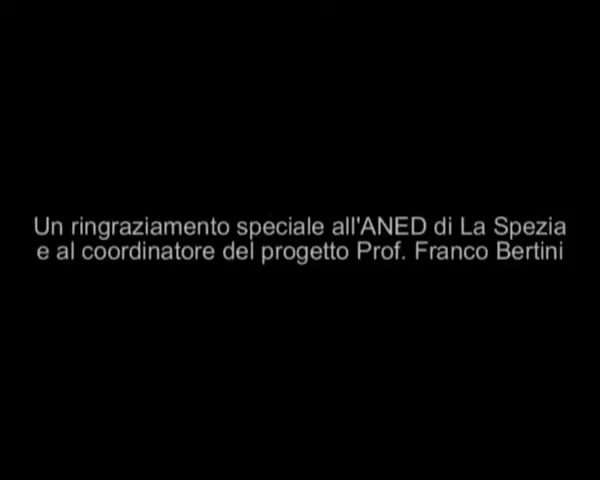 Un ringraziamento speciale all'ANED di La Spezia
e al coordinatore del progetto Prof. Franco Bertini